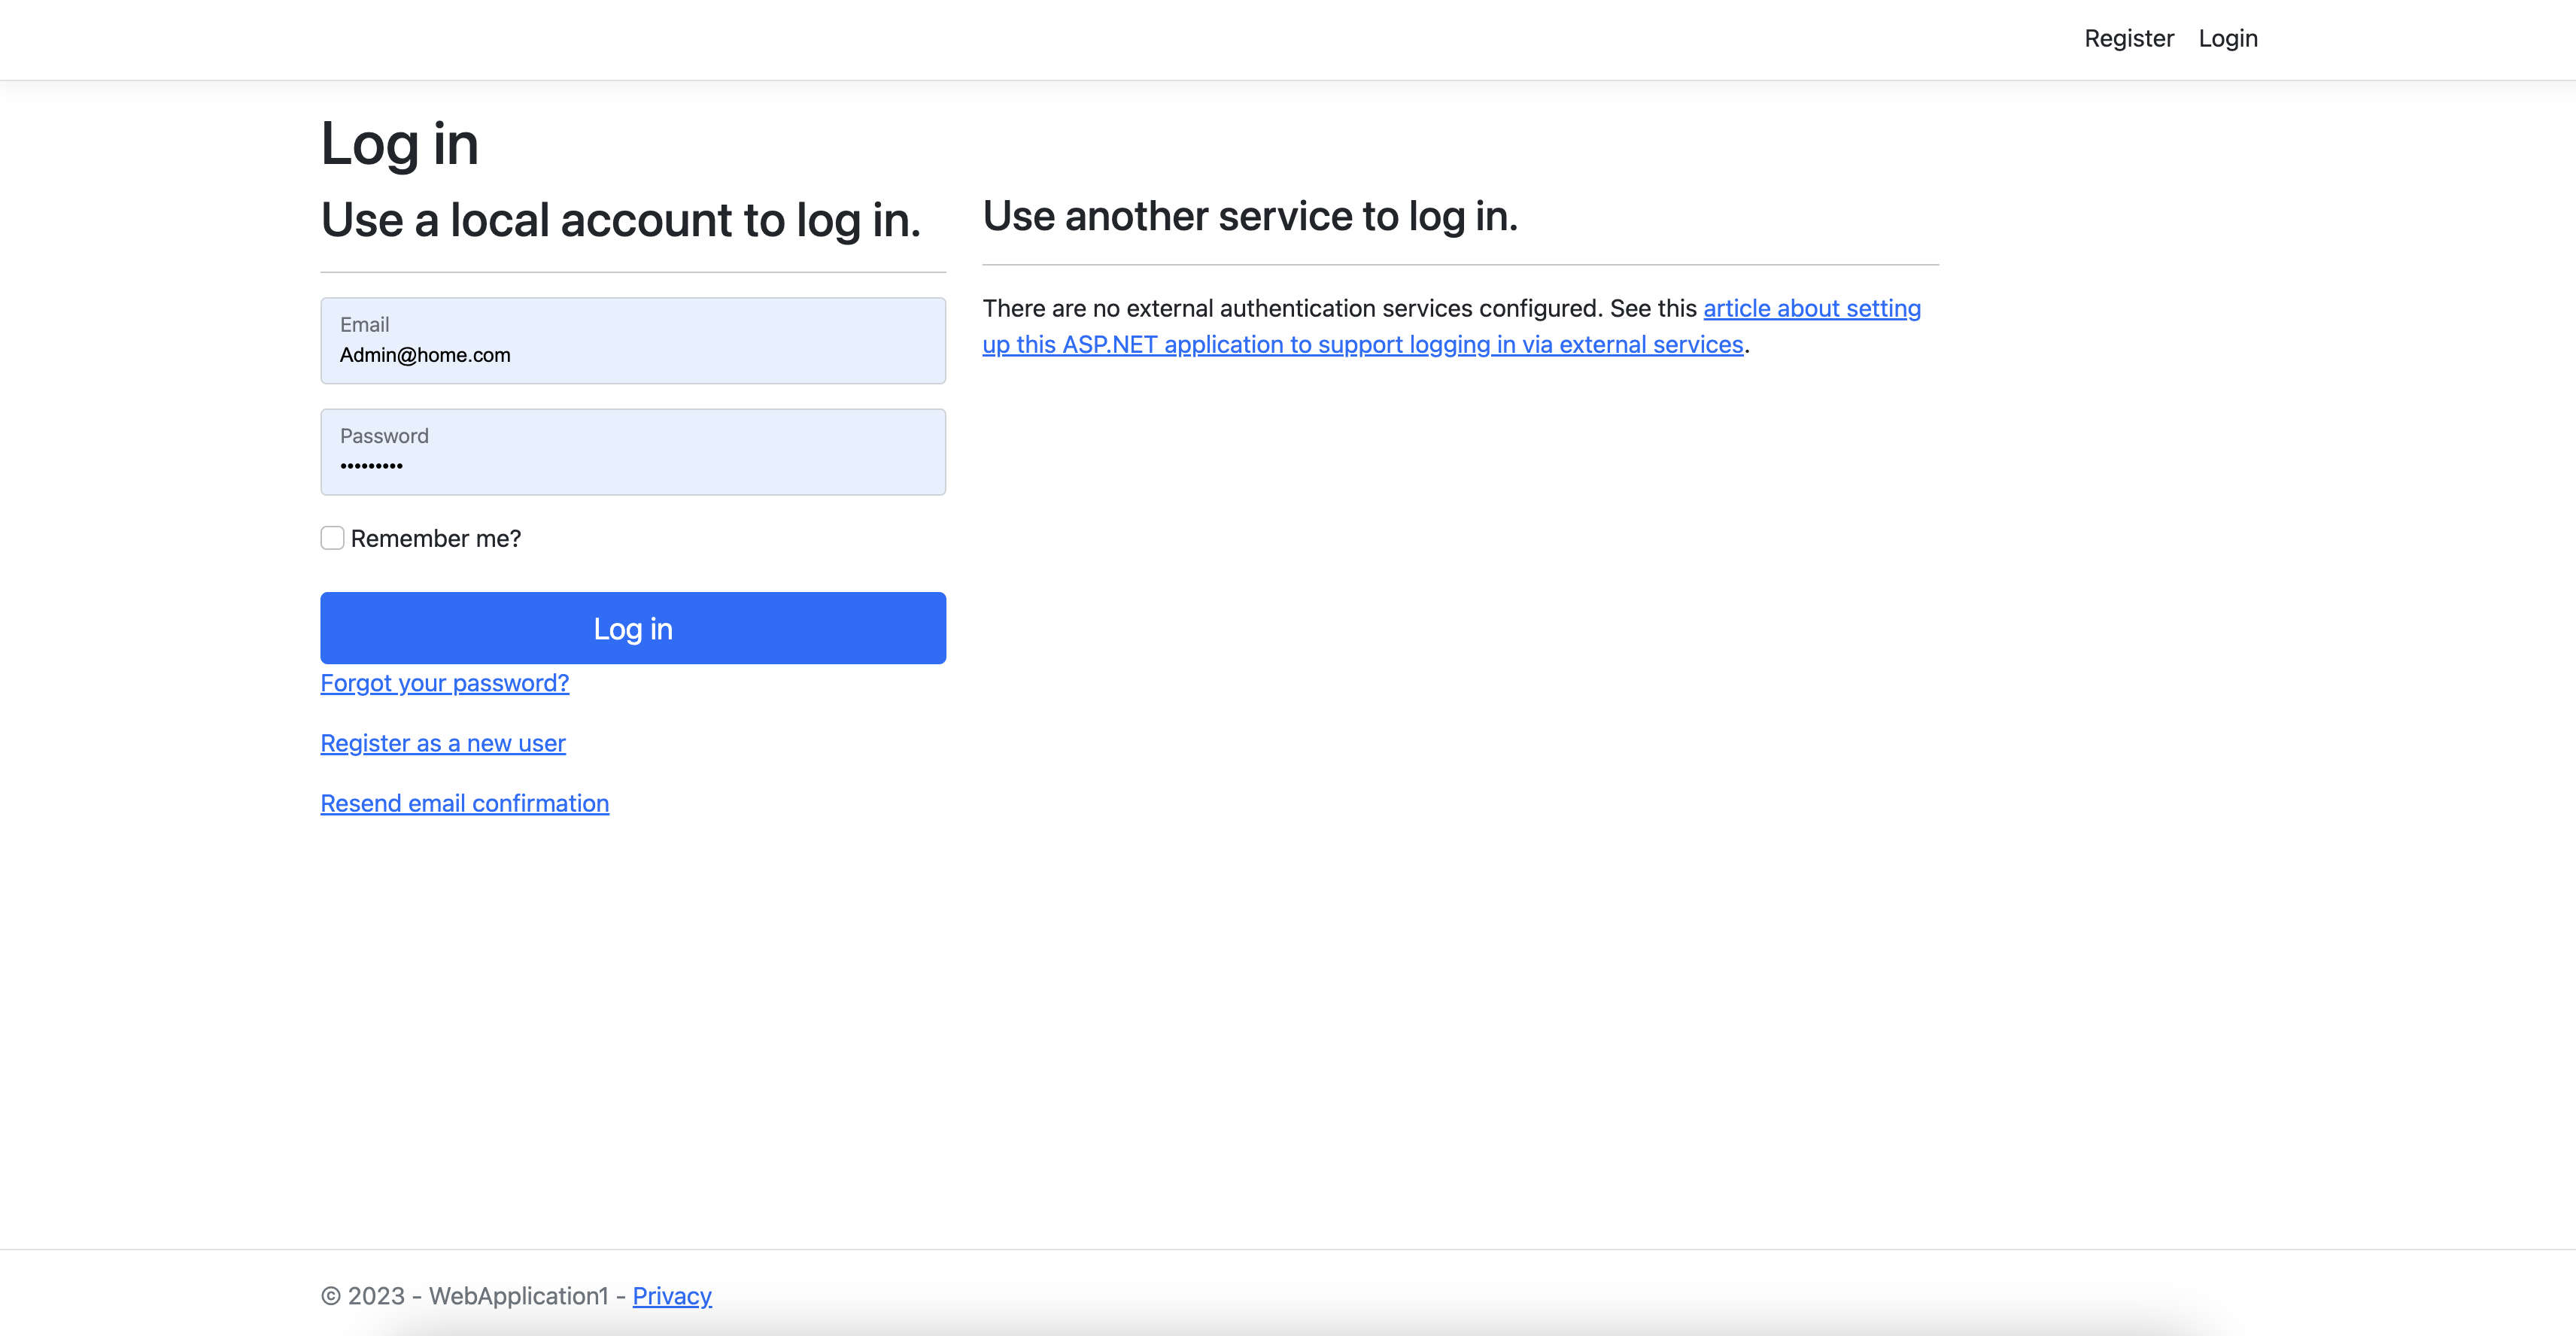 Register Login
Log in
Use a local account to log in.
Email
Admin@home.com
Password
•••••••••
Remember me?
Log in
Forgot your password?
Register as a new user
Resend email confirmation
Use another service to log in.
There are no external authentication services configured. See this article about setting
up this ASP.NET application to support logging in via external services.
© 2023 - WebApplication1 - Privacy